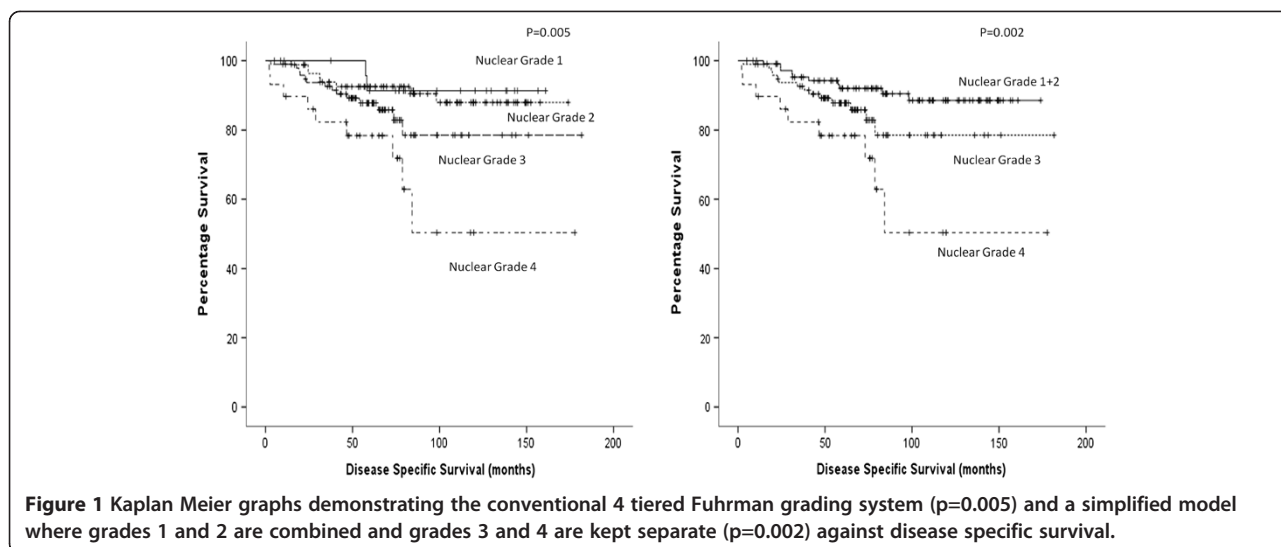 P=0.005
100
80
60
40
20
0
Percentage Survival
Nuclear Grade 1
Nuclear Grade 2
Nuclear Grade 3
Nuclear Grade 4
0 50 100 150 200
Disease Specific Survival (months)
P=0.002
100
80
60
40
20
0
Percentage Survival
Nuclear Grade 1+2
Nuclear Grade 3
Nuclear Grade 4
0 50 100 150 200
Disease Specific Survival (months)
Figure 1 Kaplan Meier graphs demonstrating the conventional 4 tiered Fuhrman grading system (p=0.005) and a simplified model
where grades 1 and 2 are combined and grades 3 and 4 are kept separate (p=0.002) against disease specific survival.